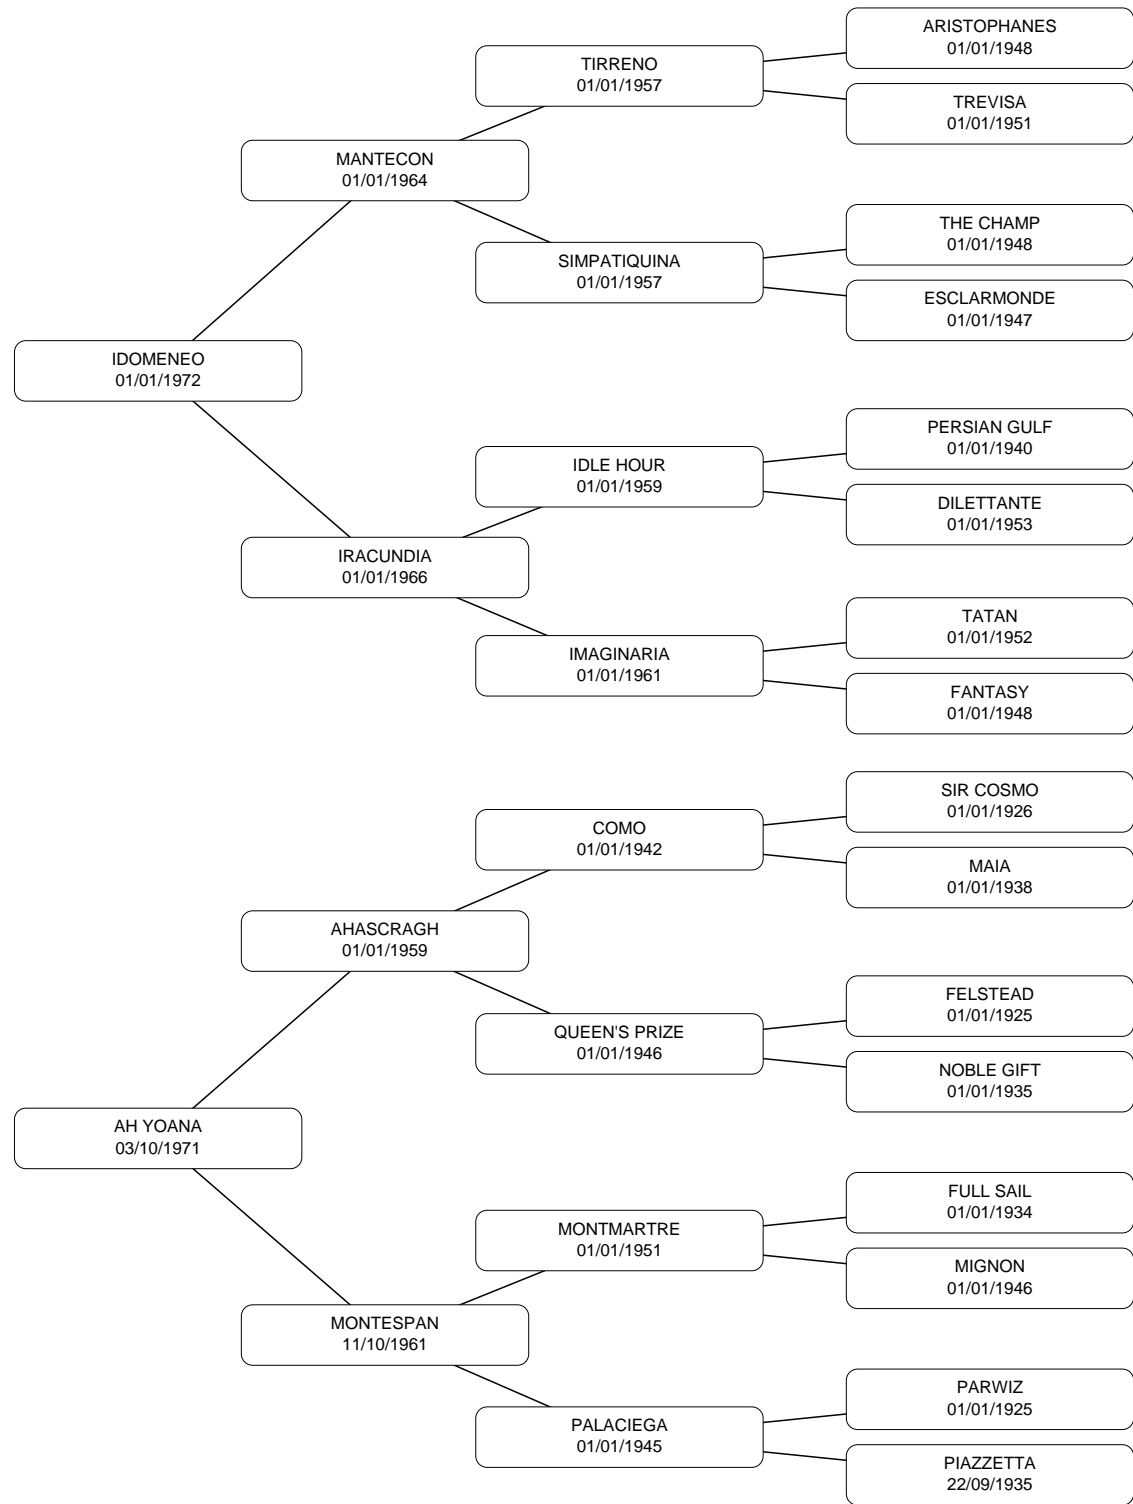 ARISTOPHANES
01/01/1948
TIRRENO
01/01/1957
TREVISA
01/01/1951
MANTECON
01/01/1964
THE CHAMP
01/01/1948
SIMPATIQUINA
01/01/1957
ESCLARMONDE
01/01/1947
IDOMENEO
01/01/1972
PERSIAN GULF
01/01/1940
IDLE HOUR
01/01/1959
DILETTANTE
01/01/1953
IRACUNDIA
01/01/1966
TATAN
01/01/1952
IMAGINARIA
01/01/1961
FANTASY
01/01/1948
SIR COSMO
01/01/1926
COMO
01/01/1942
MAIA
01/01/1938
AHASCRAGH
01/01/1959
FELSTEAD
01/01/1925
QUEEN'S PRIZE
01/01/1946
NOBLE GIFT
01/01/1935
AH YOANA
03/10/1971
FULL SAIL
01/01/1934
MONTMARTRE
01/01/1951
MIGNON
01/01/1946
MONTESPAN
11/10/1961
PARWIZ
01/01/1925
PALACIEGA
01/01/1945
PIAZZETTA
22/09/1935